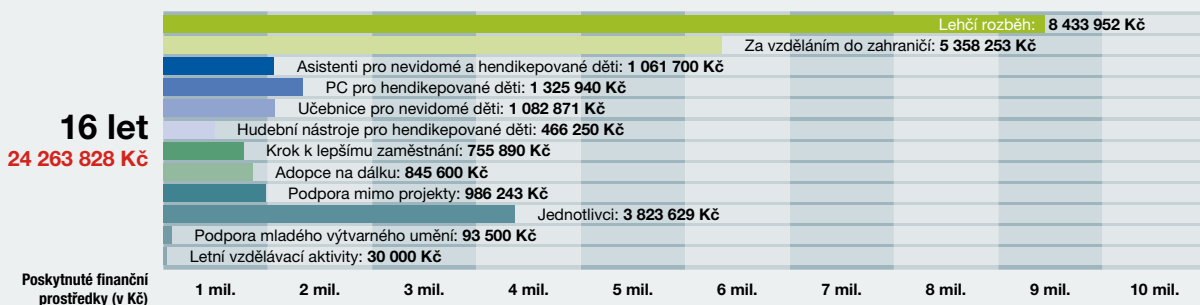 Lehčí rozběh: 8 433 952 Kč
Za vzděláním do zahraničí: 5 358 253 Kč
Asistenti pro nevidomé a hendikepované děti: 1 061 700 Kč
PC pro hendikepované děti: 1 325 940 Kč
Učebnice pro nevidomé děti: 1 082 871 Kč
16 let
Hudební nástroje pro hendikepované děti: 466 250 Kč
24 263 828 Kč
Krok k lepšímu zaměstnání: 755 890 Kč
Adopce na dálku: 845 600 Kč
Podpora mimo projekty: 986 243 Kč
Jednotlivci: 3 823 629 Kč
Podpora mladého výtvarného umění: 93 500 Kč
Letní vzdělávací aktivity: 30 000 Kč
Poskytnuté finanční
prostředky (v Kč)
1 mil. 2 mil. 3 mil. 4 mil. 5 mil. 6 mil. 7 mil. 8 mil. 9 mil. 10 mil.